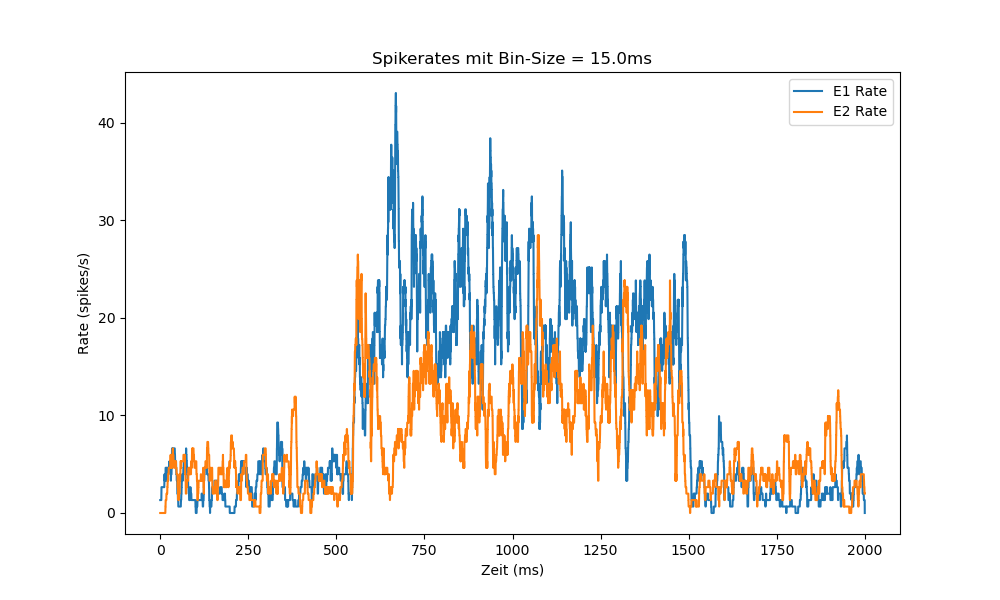 Spikerates mit Bin-Size = 15.0ms
E1 Rate
E2 Rate
40
30
20
10
0
Rate (spikes/s)
0 250 500 750 1000 1250 1500 1750 2000
Zeit (ms)